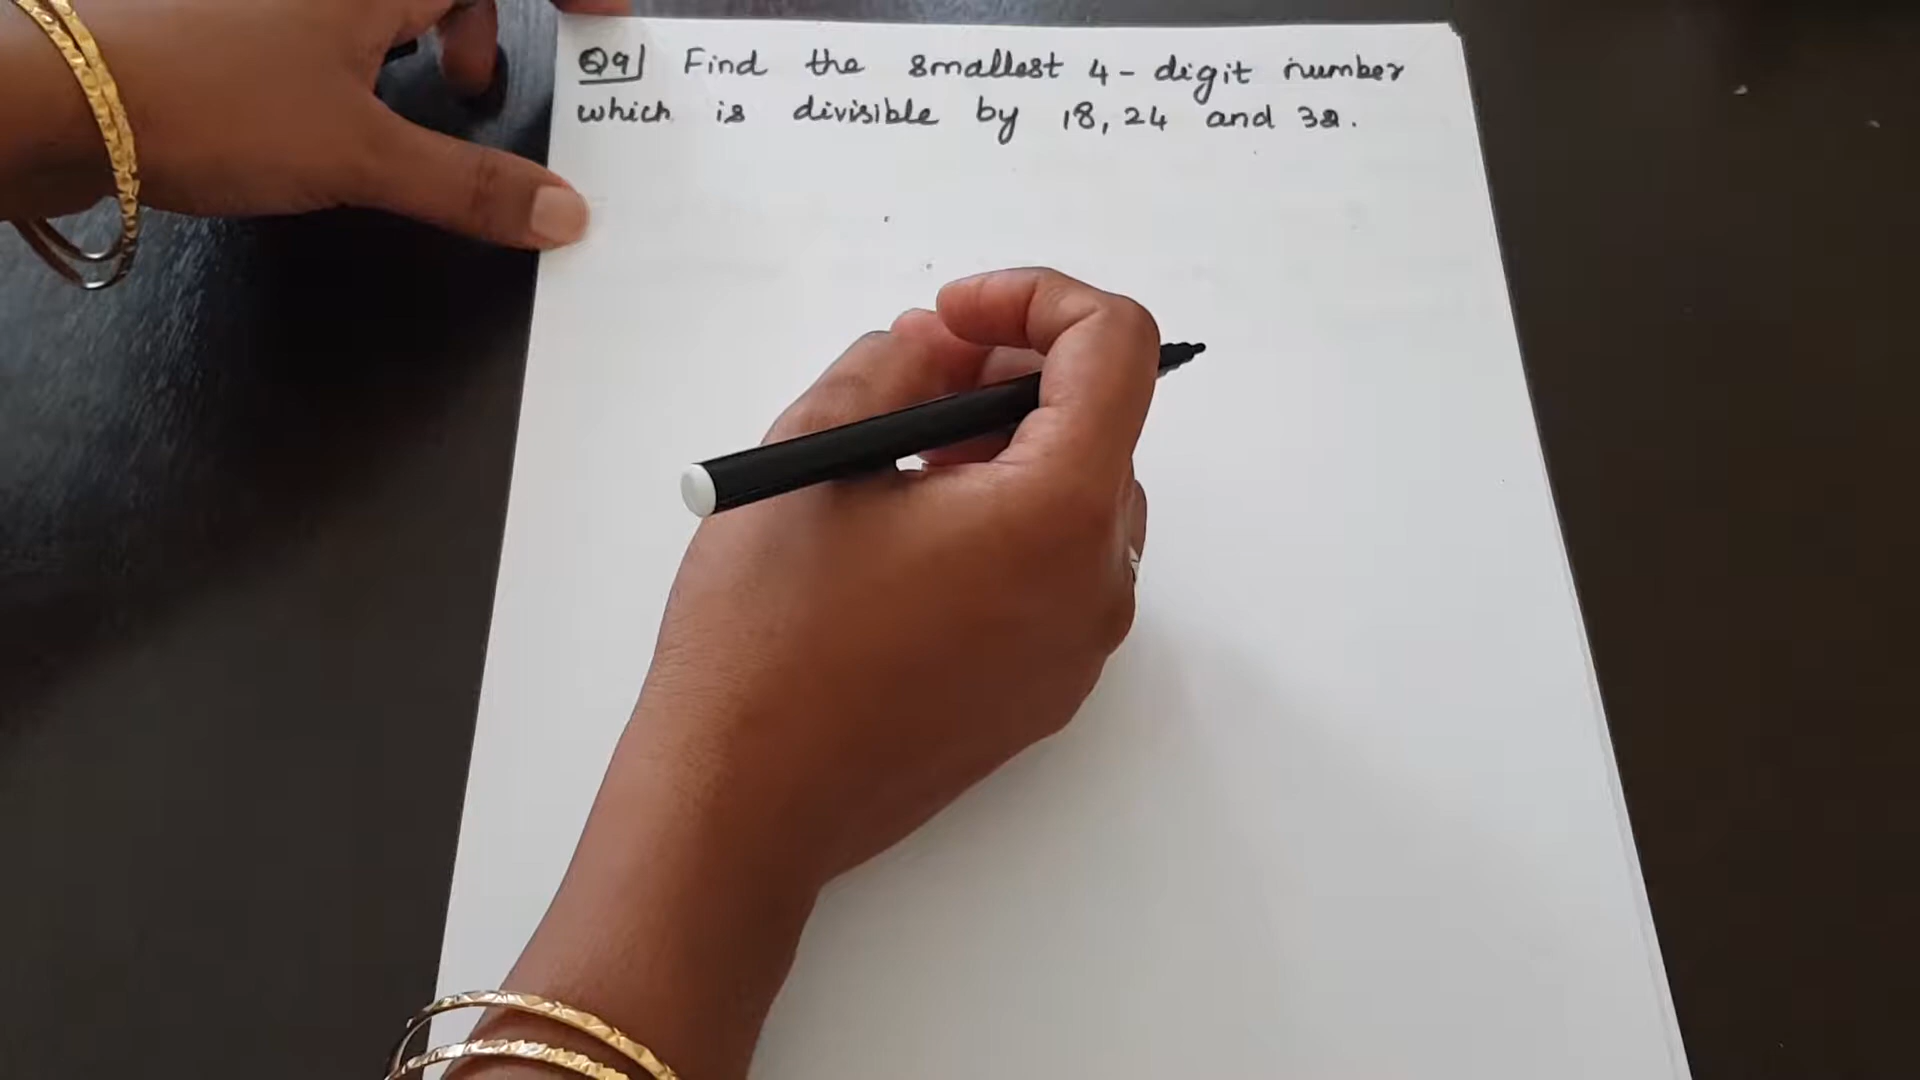 Q9| Find the smallest 4 - digit number
which is divisible by 18, 24 and 32.